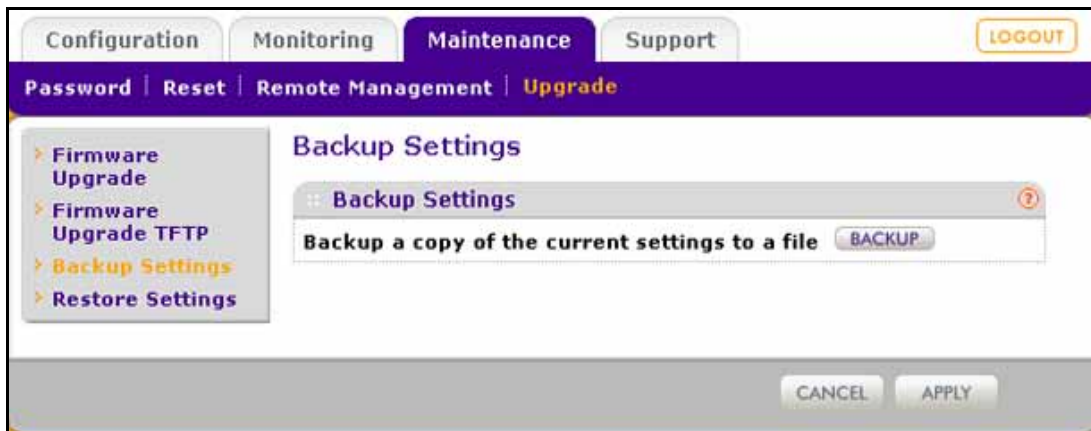 Configuration Monitoring Maintenance Support LOGOUT
Password Reset Remote Management Upgrade
Firmware
Upgrade
Firmware
Upgrade TFTP
Backup Settings
Restore Settings
Backup Settings
Backup Settings ?
Backup a copy of the current settings to a file BACKUP
CANCEL APPLY